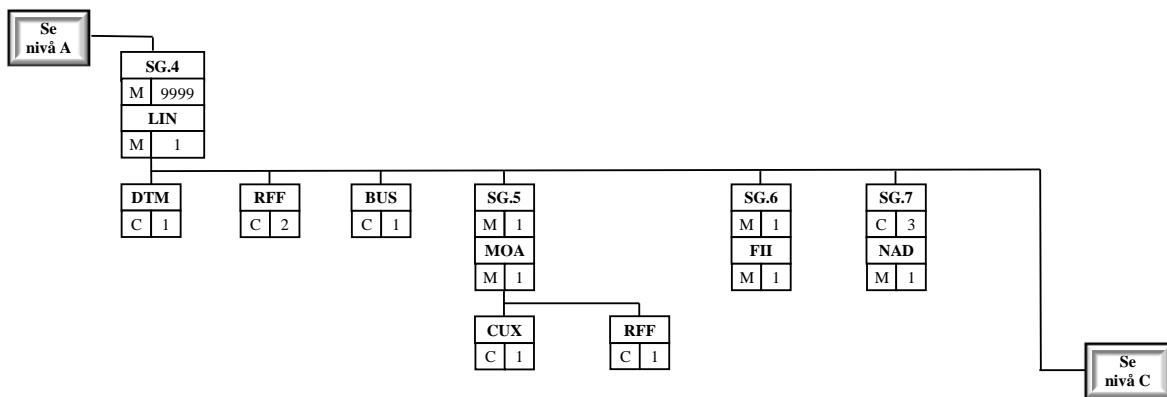 Se
nivå A
SG.4
M 9999
LIN
M 1
DTM RFF BUS SG.5 SG.6 SG.7
C 1 C 2 C 1 M 1 M 1 C 3
MOA FII NAD
M 1 M 1 M 1
CUX RFF
C 1 C 1
Se
nivå C